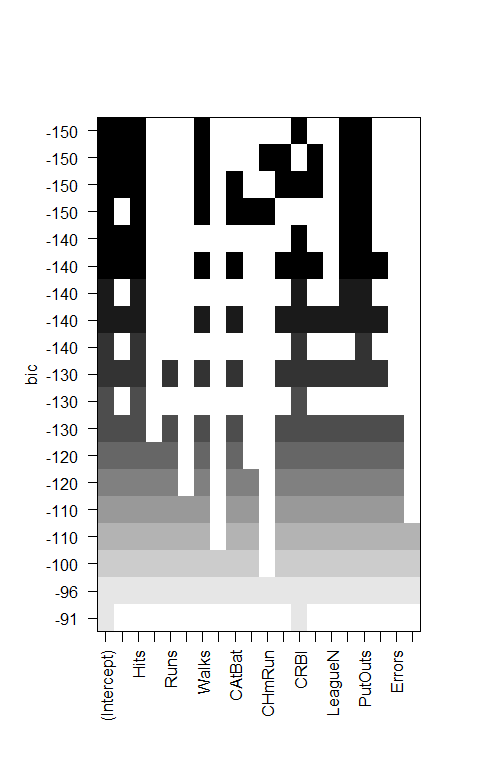 -150
-150
-150
-150
-140
-140
-140
-140
-140
-130
-130
-130
-120
-120
-110
-110
-100
-96
-91
bic
(Intercept)
Hits
Runs
Walks
CAtBat
CHmRun
CRBI
LeagueN
PutOuts
Errors